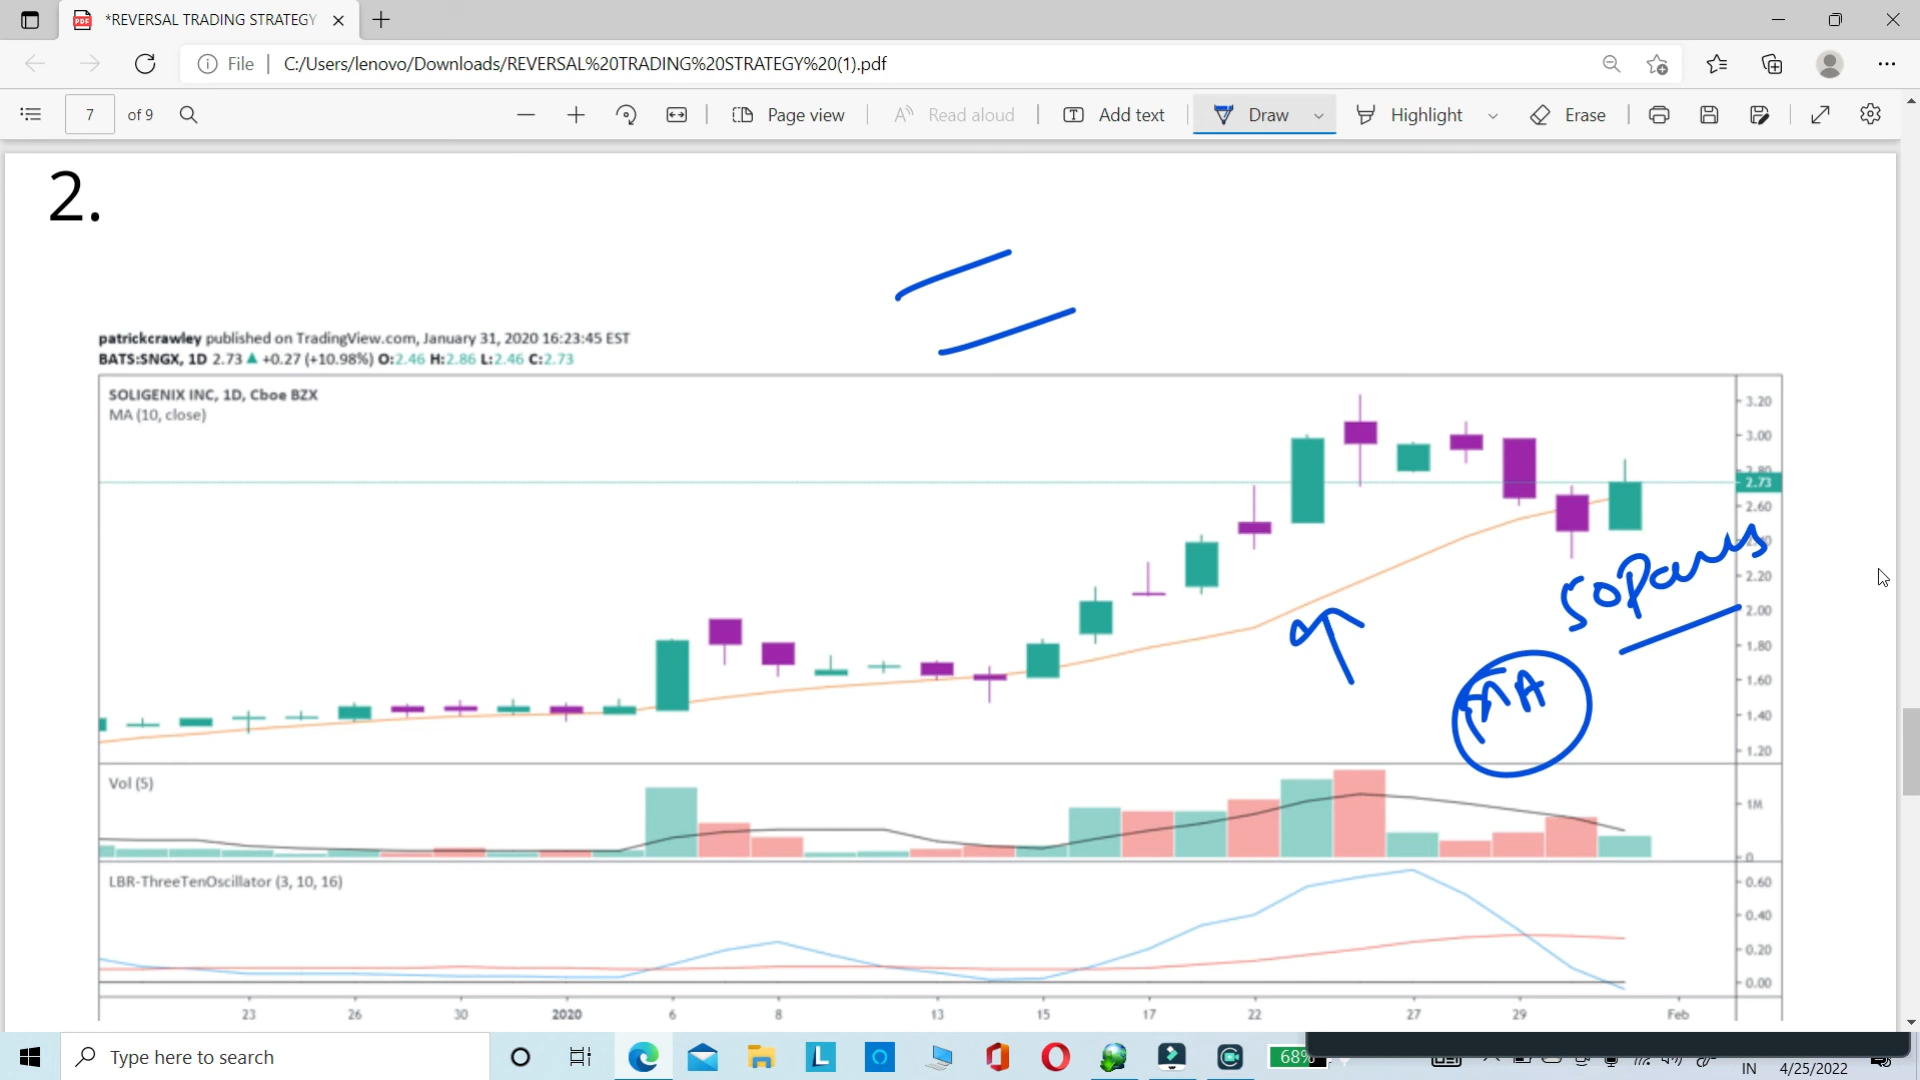 *REVERSAL TRADING STRATEGY
File | C:/Users/lenovo/Downloads/REVERSAL%20TRADING%20STRATEGY%20(1).pdf
7 of 9
Page view
Read aloud
Add text
Draw
Highlight
Erase
2.
patrickcrawley published on TradingView.com, January 31, 2020 16:23:45 EST
BATS:SNGX, 1D 2.73 ▲ +0.27 (+10.98%) O:2.46 H:2.86 L:2.46 C:2.73
SOLIGENIX INC, 1D, Cboe BZX
MA (10, close)
3.20
3.00
2.80
2.73
2.60
2.20
2.00
1.80
1.60
1.40
1.20
MA
Vol (5)
1M
0
LBR-ThreeTenOscillator (3, 10, 16)
0.60
0.40
0.20
0.00
23 26 30 2020 6 8 13 15 17 22 27 29 Feb
Type here to search
68%
IN 4/25/2022